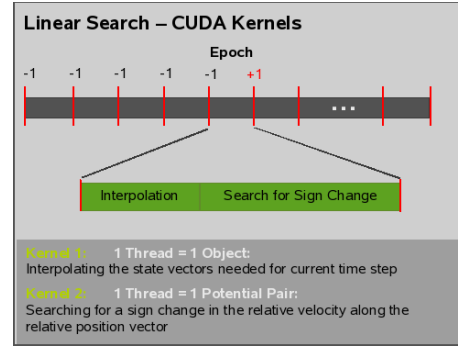 Linear Search – CUDA Kernels
Epoch
-1 -1 -1 -1 -1 +1
...
Interpolation Search for Sign Change
Kernel 1: 1 Thread = 1 Object:
Interpolating the state vectors needed for current time step
Kernel 2: 1 Thread = 1 Potential Pair:
Searching for a sign change in the relative velocity along the
relative position vector